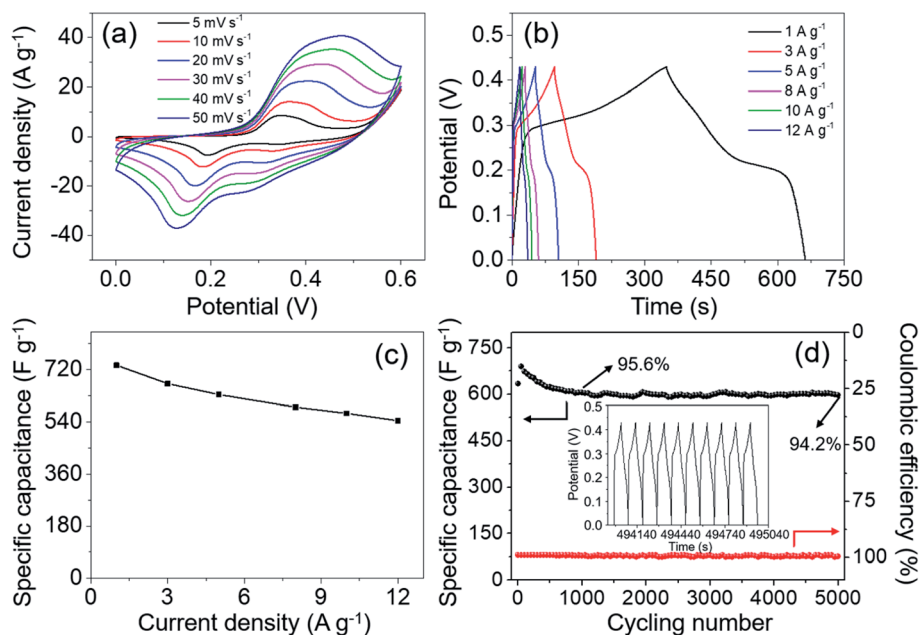 (a)
5 mV s⁻¹
10 mV s⁻¹
20 mV s⁻¹
30 mV s⁻¹
40 mV s⁻¹
50 mV s⁻¹
Current density (A g⁻¹)
40
20
0
-20
-40
0.0 0.2 0.4 0.6
Potential (V)
(b)
1 A g⁻¹
3 A g⁻¹
5 A g⁻¹
8 A g⁻¹
10 A g⁻¹
12 A g⁻¹
Potential (V)
0.5
0.4
0.3
0.2
0.1
0.0
0 150 300 450 600 750
Time (s)
(c)
Specific capacitance (F g⁻¹)
720
540
360
180
0
0 3 6 9 12
Current density (A g⁻¹)
(d)
Specific capacitance (F g⁻¹)
750
600
450
300
150
0
95.6%
94.2%
Potential (V)
0.5
0.4
0.3
0.2
0.1
0.0
494140 494440 494740 495040
Time (s)
0 1000 2000 3000 4000 5000
Cycling number
0
25
50
75
100
Coulombic efficiency (%)